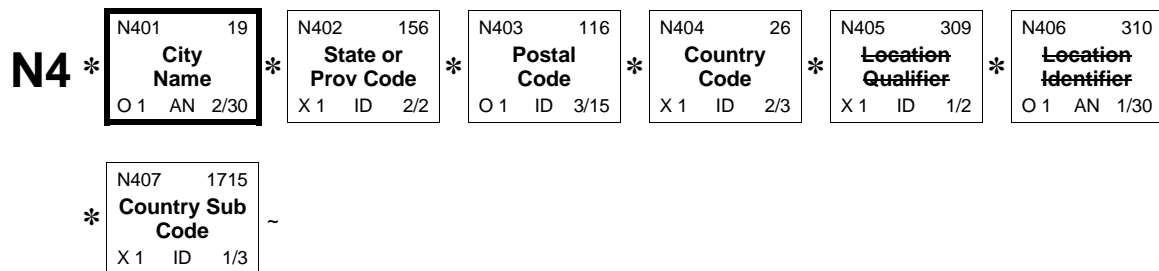 N401 19 N402 156 N403 116 N404 26 N405 309 N406 310
N4 * City Name * State or Prov Code * Postal Code * Country Code * Location Qualifier * Location Identifier
O 1 AN 2/30 X 1 ID 2/2 O 1 ID 3/15 X 1 ID 2/3 X 1 ID 1/2 O 1 AN 1/30
N407 1715
* Country Sub Code ~
X 1 ID 1/3